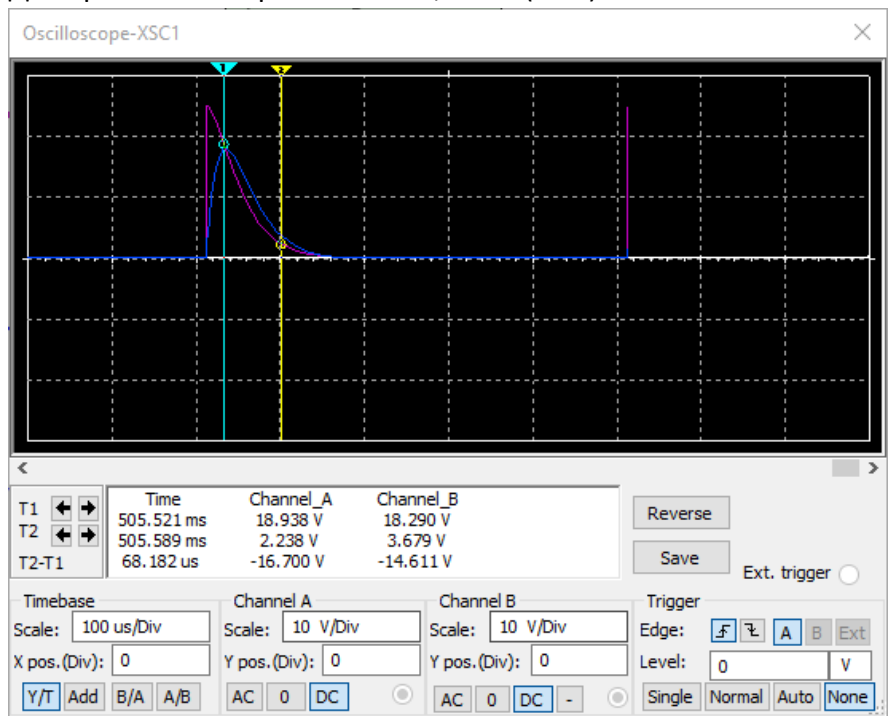 Oscilloscope-XSC1
1
2
T1
T2
T2-T1
Time Channel_A Channel_B
505.521 ms 18.938 V 18.290 V
505.589 ms 2.238 V 3.679 V
68.182 us -16.700 V -14.611 V
Reverse
Save
Ext. trigger
Timebase
Scale: 100 us/Div
X pos.(Div): 0
Y/T Add B/A A/B
Channel A
Scale: 10 V/Div
Y pos.(Div): 0
AC 0 DC
Channel B
Scale: 10 V/Div
Y pos.(Div): 0
AC 0 DC -
Trigger
Edge: A B Ext
Level: 0 V
Single Normal Auto None